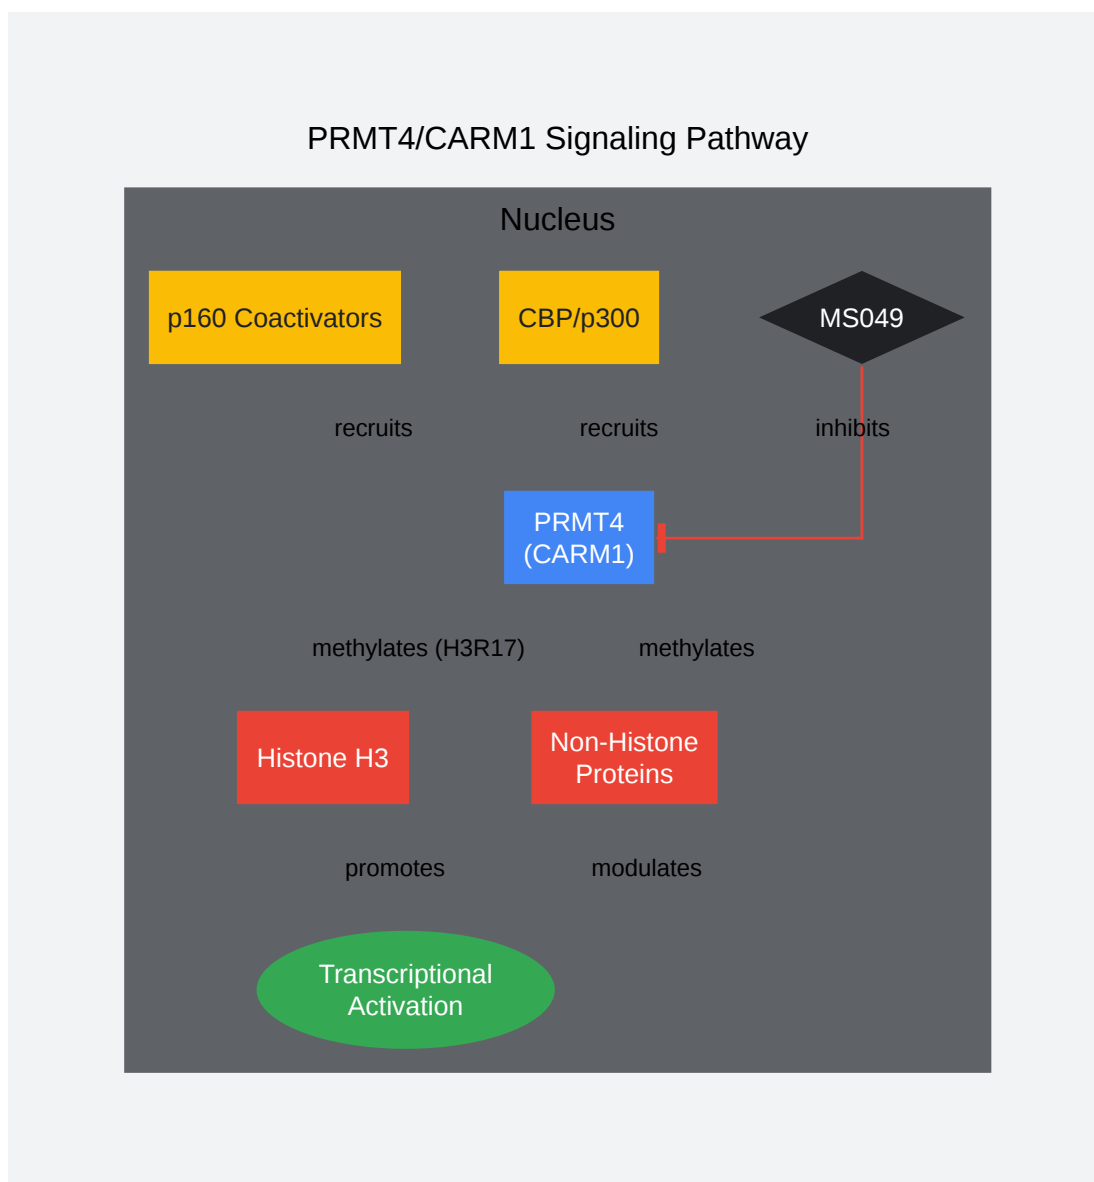 PRMT4/CARM1 Signaling Pathway
Nucleus
p160 Coactivators
CBP/p300
MS049
recruits
recruits
inhibits
PRMT4
(CARM1)
methylates (H3R17)
methylates
Histone H3
Non-Histone
Proteins
promotes
modulates
Transcriptional
Activation